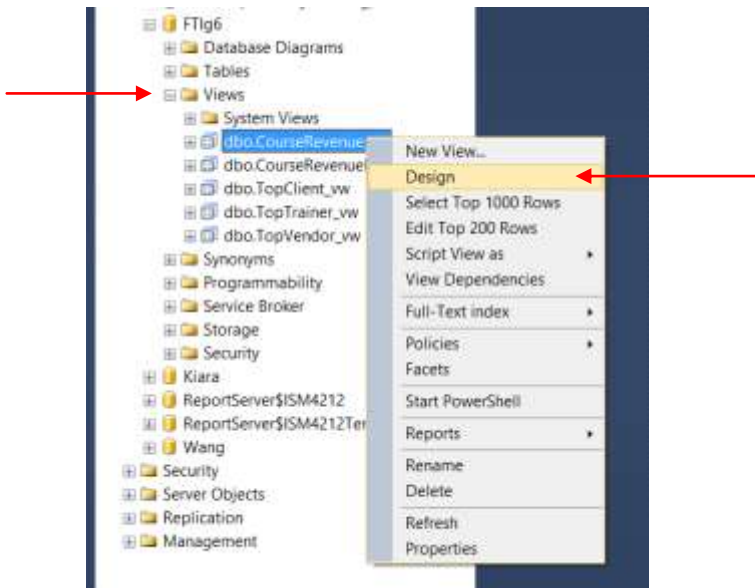 FTIg6
Database Diagrams
Tables
Views
System Views
dbo.CourseRevenue
dbo.CourseRevenue
dbo.TopClient_vw
dbo.TopTrainer_vw
dbo.TopVendor_vw
Synonyms
Programmability
Service Broker
Storage
Security
Kiara
ReportServer$ISM4212
ReportServer$ISM4212Te
Wang
Security
Server Objects
Replication
Management
New View...
Design
Select Top 1000 Rows
Edit Top 200 Rows
Script View as
View Dependencies
Full-Text index
Policies
Facets
Start PowerShell
Reports
Rename
Delete
Refresh
Properties